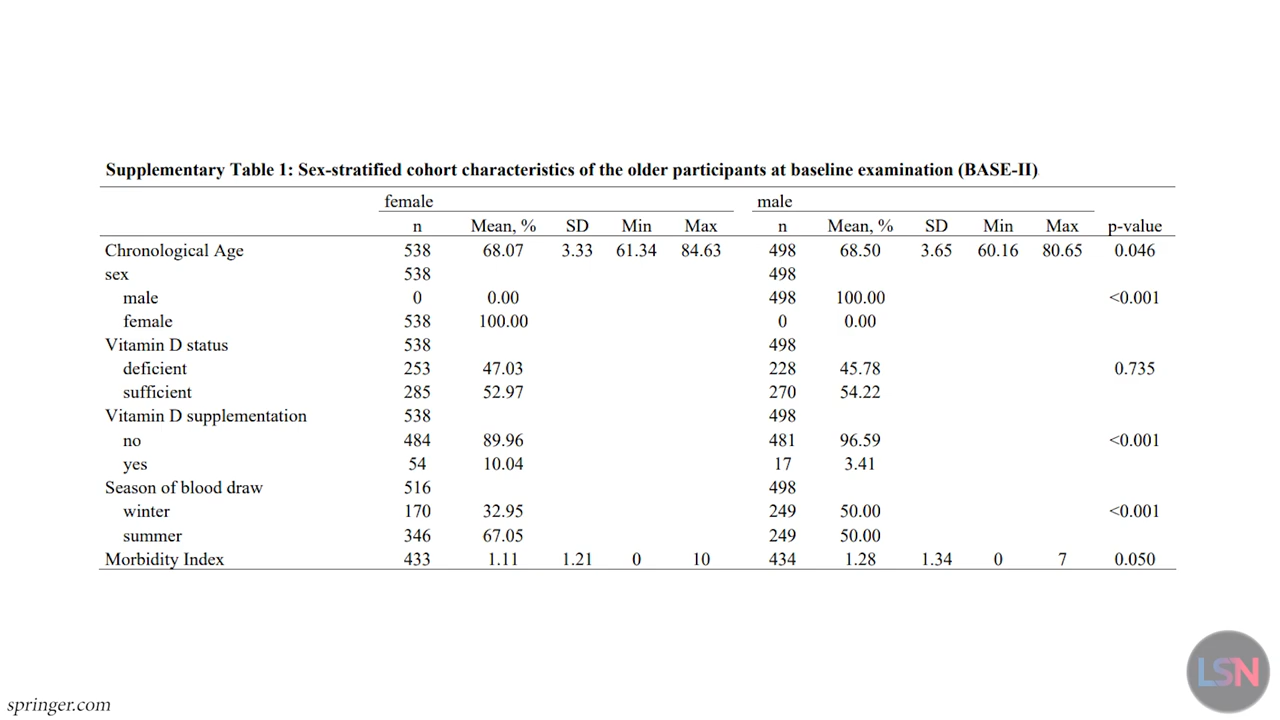 Supplementary Table 1: Sex-stratified cohort characteristics of the older participants at baseline examination (BASE-II)
female male
n Mean, % SD Min Max n Mean, % SD Min Max p-value
Chronological Age 538 68.07 3.33 61.34 84.63 498 68.50 3.65 60.16 80.65 0.046
sex 538 498
male 0 0.00 498 100.00 <0.001
female 538 100.00 0 0.00
Vitamin D status 538 498
deficient 253 47.03 228 45.78 0.735
sufficient 285 52.97 270 54.22
Vitamin D supplementation 538 498
no 484 89.96 481 96.59 <0.001
yes 54 10.04 17 3.41
Season of blood draw 516 498
winter 170 32.95 249 50.00 <0.001
summer 346 67.05 249 50.00
Morbidity Index 433 1.11 1.21 0 10 434 1.28 1.34 0 7 0.050
LSN
springer.com